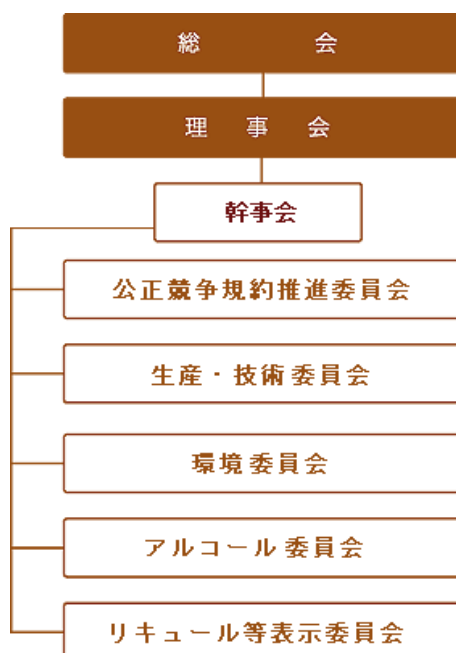 総会
理事会
幹事会
公正競争規約推進委員会
生産・技術委員会
環境委員会
アルコール委員会
リキュール等表示委員会